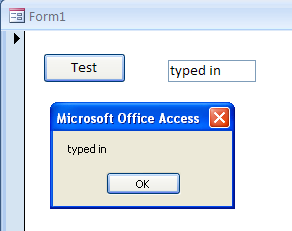 Form1
Test
typed in
Microsoft Office Access
typed in
OK